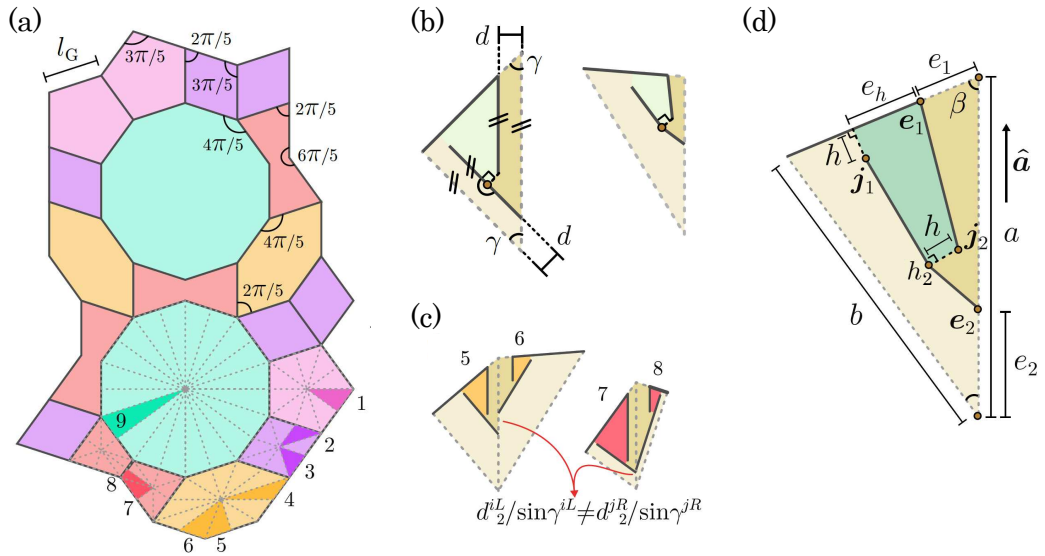 (a)
l_G
3π/5
2π/5
3π/5
4π/5
2π/5
6π/5
4π/5
2π/5
9
1
2
3
4
8
7
6
5
(b)
d
γ
γ
d
(c)
5
6
7
8
d^{iL}_2/sinγ^{iL}≠d^{jR}_2/sinγ^{jR}
(d)
e_1
e_h
β
e_1
h
j_1
â
a
h
j_2
h_2
b
e_2
e_2